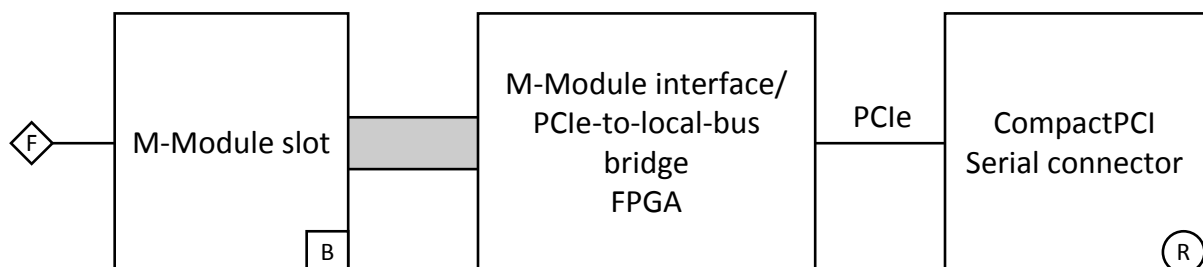 F
M-Module slot
B
M-Module interface/
PCIe-to-local-bus
bridge
FPGA
PCIe
CompactPCI
Serial connector
R